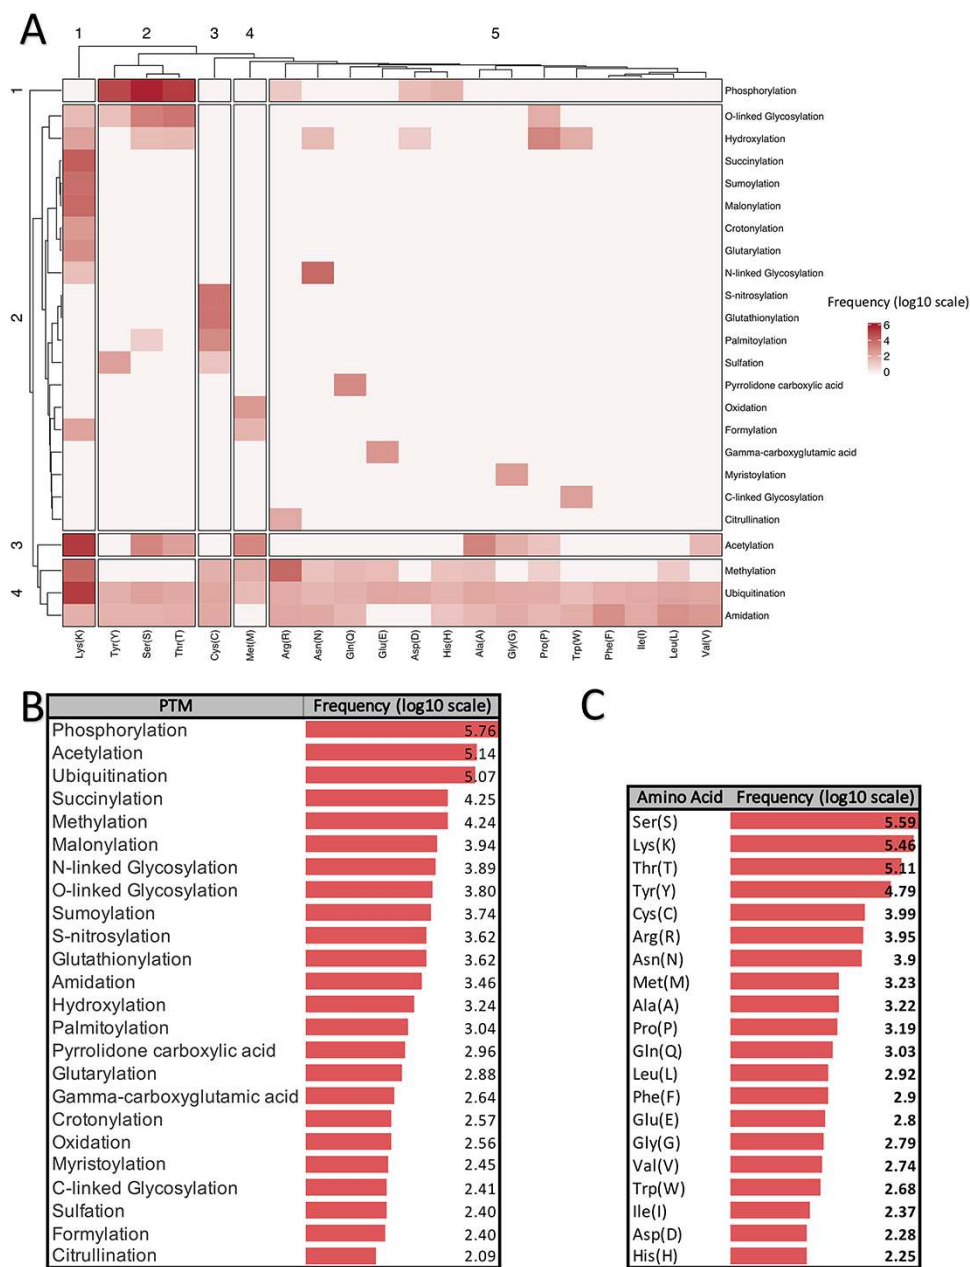 A
1 2 3 4 5
1
2
3
4
Phosphorylation
O-linked Glycosylation
Hydroxylation
Succinylation
Sumoylation
Malonylation
Crotonylation
Glutarylation
N-linked Glycosylation
S-nitrosylation
Glutathionylation
Palmitoylation
Sulfation
Pyrrolidone carboxylic acid
Oxidation
Formylation
Gamma-carboxyglutamic acid
Myristoylation
C-linked Glycosylation
Citrullination
Acetylation
Methylation
Ubiquitination
Amidation
Frequency (log10 scale)
6
4
2
0
Lys(K) Tyr(Y) Ser(S) Thr(T) Cys(C) Met(M) Arg(R) Asn(N) Gln(Q) Glu(E) Asp(D) His(H) Ala(A) Gly(G) Pro(P) Trp(W) Phe(F) Ile(I) Leu(L) Val(V)
B
PTM Frequency (log10 scale)
Phosphorylation 5.76
Acetylation 5.14
Ubiquitination 5.07
Succinylation 4.25
Methylation 4.24
Malonylation 3.94
N-linked Glycosylation 3.89
O-linked Glycosylation 3.80
Sumoylation 3.74
S-nitrosylation 3.62
Glutathionylation 3.62
Amidation 3.46
Hydroxylation 3.24
Palmitoylation 3.04
Pyrrolidone carboxylic acid 2.96
Glutarylation 2.88
Gamma-carboxyglutamic acid 2.64
Crotonylation 2.57
Oxidation 2.56
Myristoylation 2.45
C-linked Glycosylation 2.41
Sulfation 2.40
Formylation 2.40
Citrullination 2.09
C
Amino Acid Frequency (log10 scale)
Ser(S) 5.59
Lys(K) 5.46
Thr(T) 5.11
Tyr(Y) 4.79
Cys(C) 3.99
Arg(R) 3.95
Asn(N) 3.9
Met(M) 3.23
Ala(A) 3.22
Pro(P) 3.19
Gln(Q) 3.03
Leu(L) 2.92
Phe(F) 2.9
Glu(E) 2.8
Gly(G) 2.79
Val(V) 2.74
Trp(W) 2.68
Ile(I) 2.37
Asp(D) 2.28
His(H) 2.25